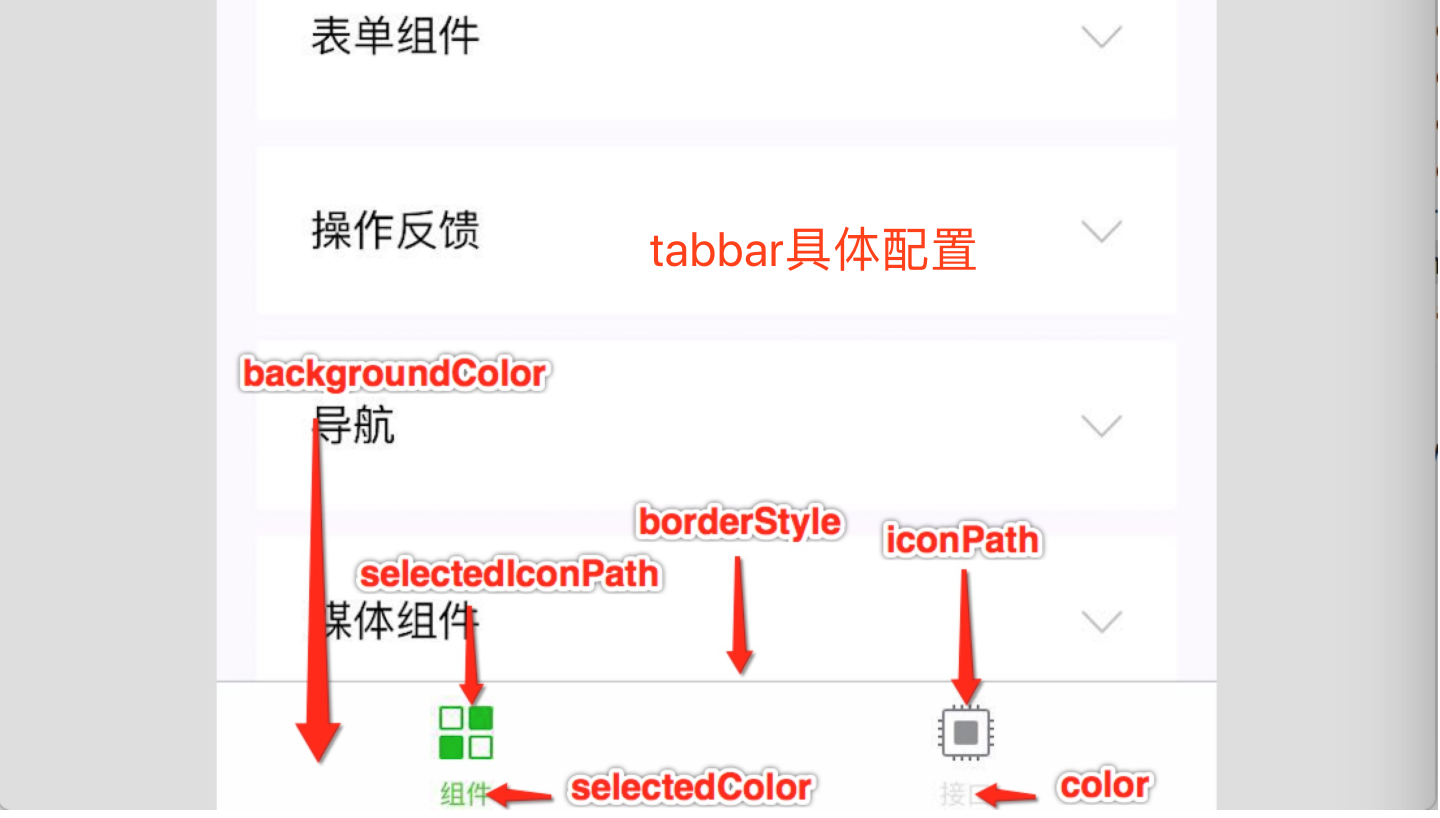 表单组件
操作反馈
tabbar具体配置
backgroundColor
导航
borderStyle
iconPath
selectedIconPath
媒体组件
组件
selectedColor
接口
color